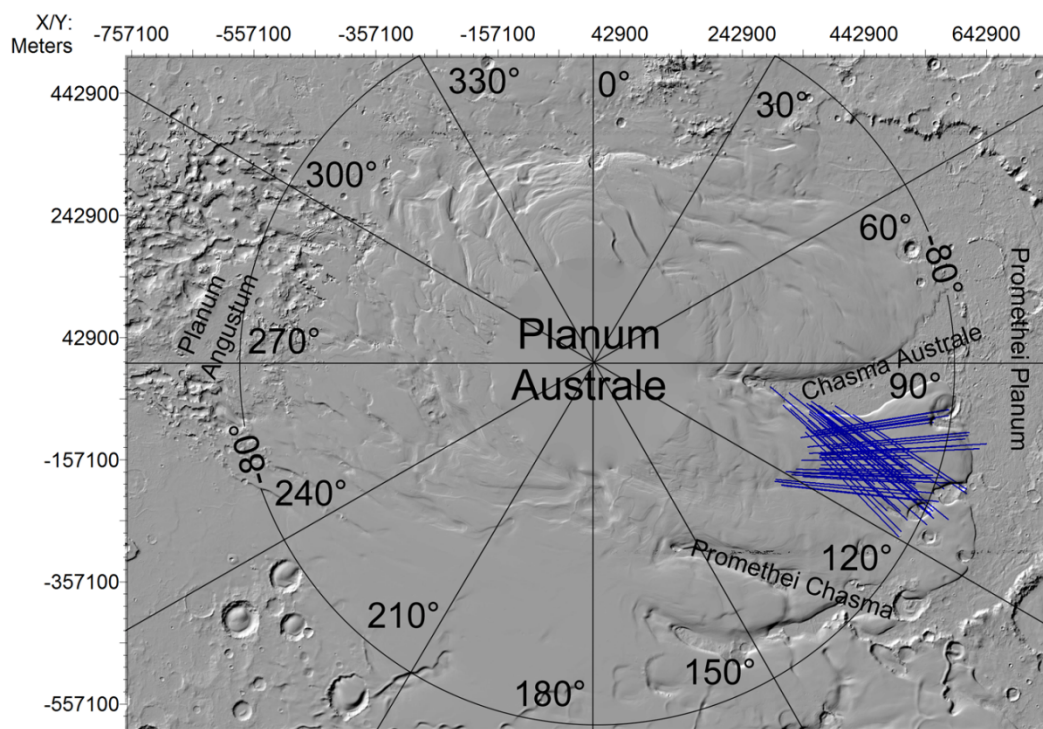 X/Y:
Meters
-757100 -557100 -357100 -157100 42900 242900 442900 642900
442900
242900
42900
-157100
-357100
-557100
330°
0°
30°
300°
60°
-80°
Planum
Angustum
270°
Planum
Australe
Chasma Australe
90°
Promethei Planum
-80°
240°
120°
Promethei Chasma
210°
150°
180°